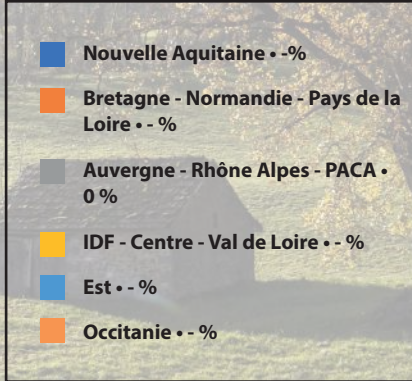 Nouvelle Aquitaine • -%
Bretagne - Normandie - Pays de la
Loire • - %
Auvergne - Rhône Alpes - PACA •
0 %
IDF - Centre - Val de Loire • - %
Est • - %
Occitanie • - %